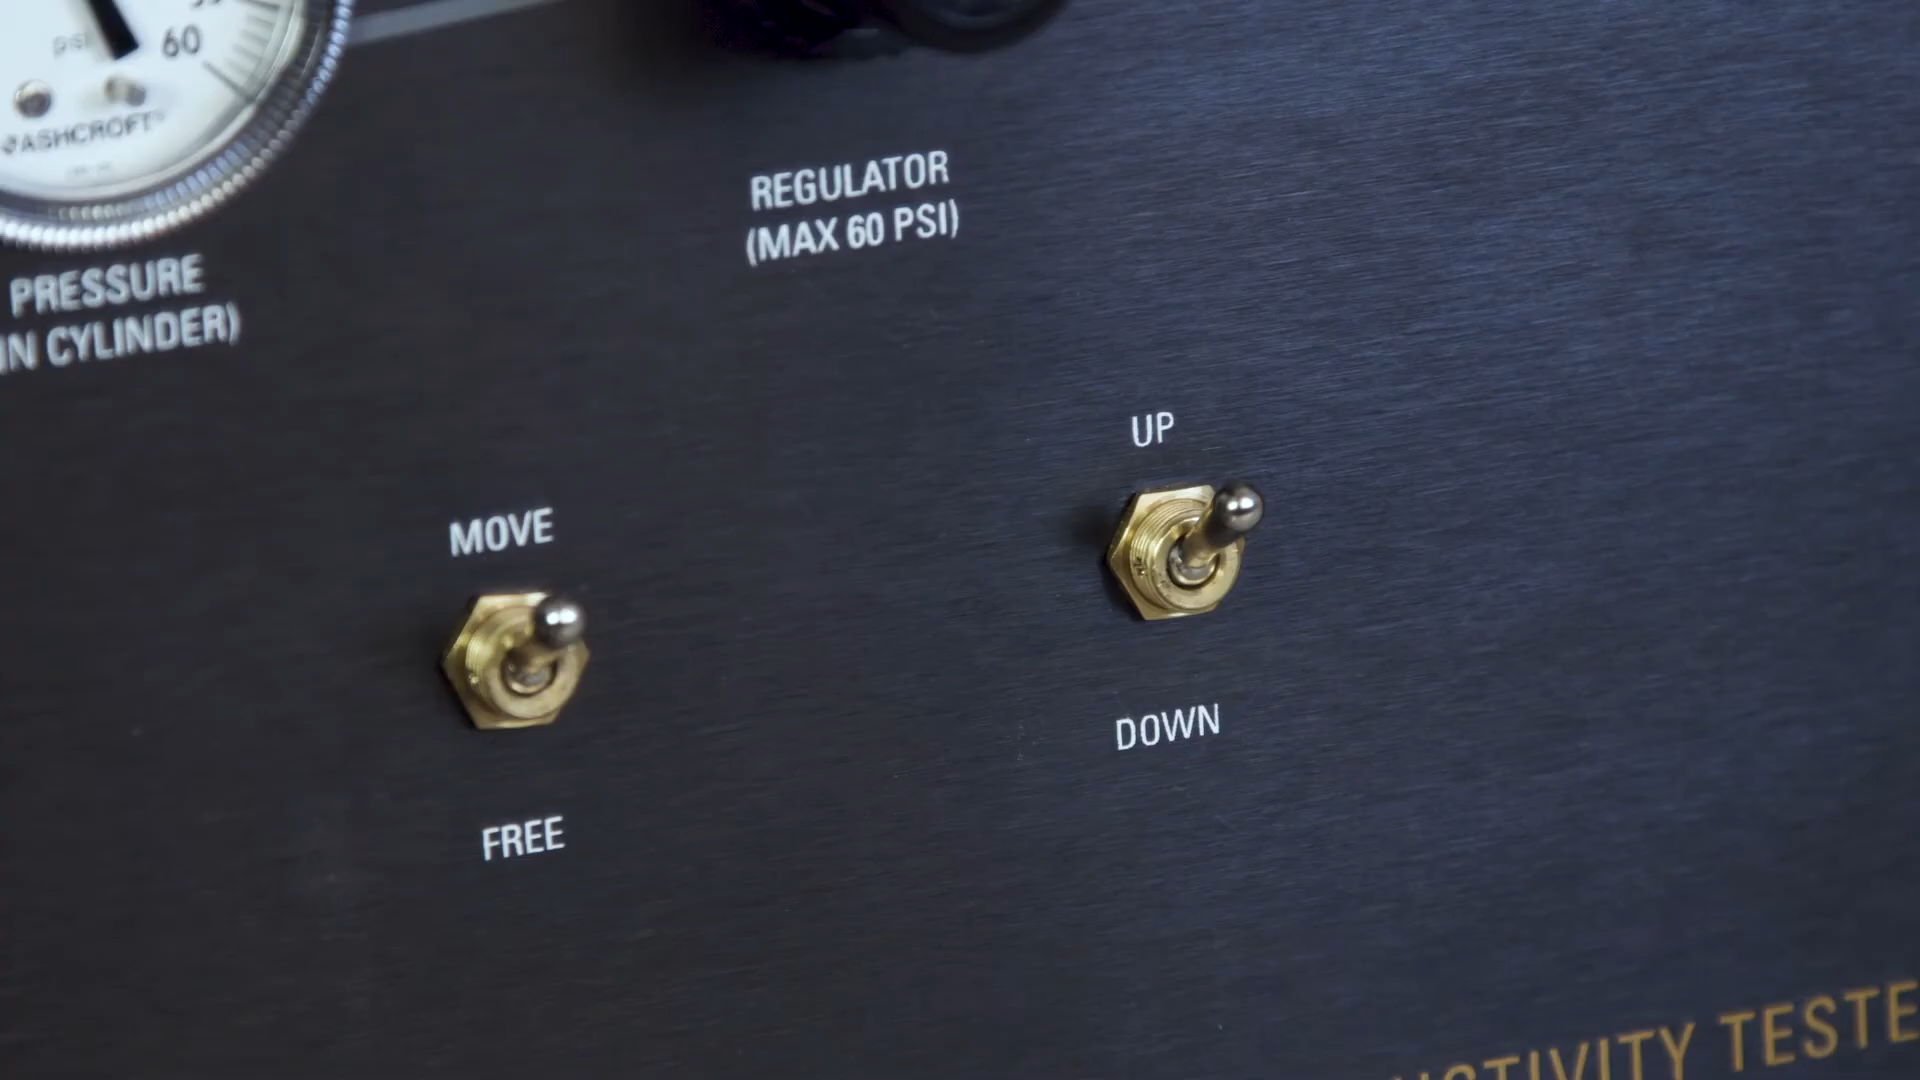 psi
60
ASHCROFT
PRESSURE
IN CYLINDER)
REGULATOR
(MAX 60 PSI)
UP
MOVE
DOWN
FREE
CTIVITY TESTE